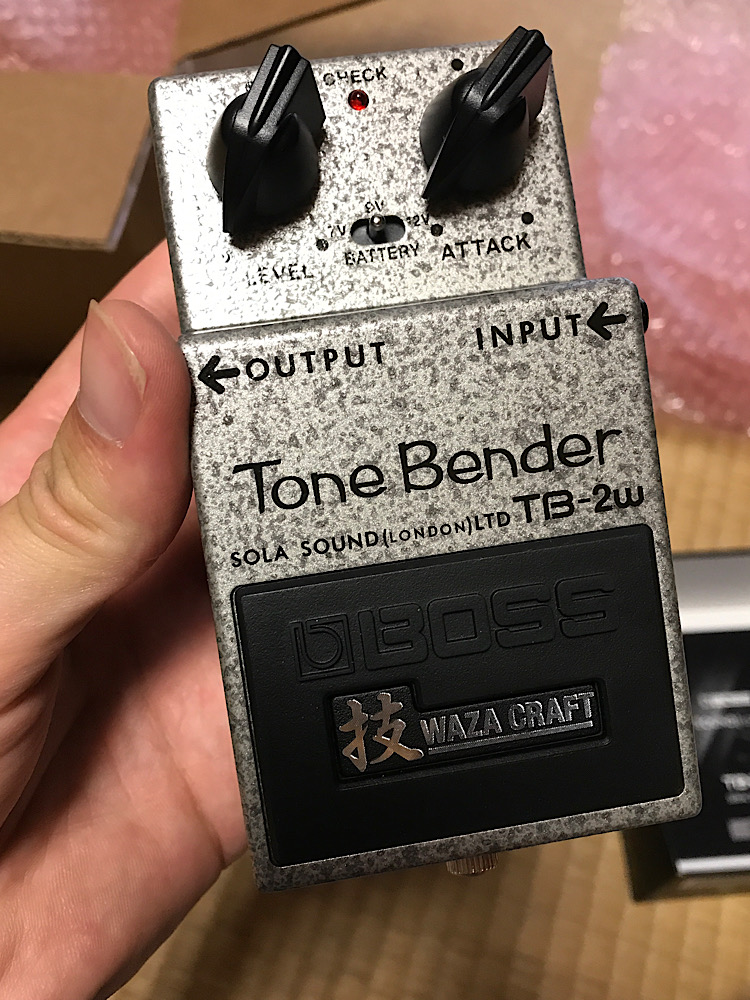 CHECK
9V
7V 12V
LEVEL BATTERY ATTACK
←OUTPUT INPUT←
Tone Bender
SOLA SOUND(LONDON)LTD TB-2w
BOSS
技 WAZA CRAFT